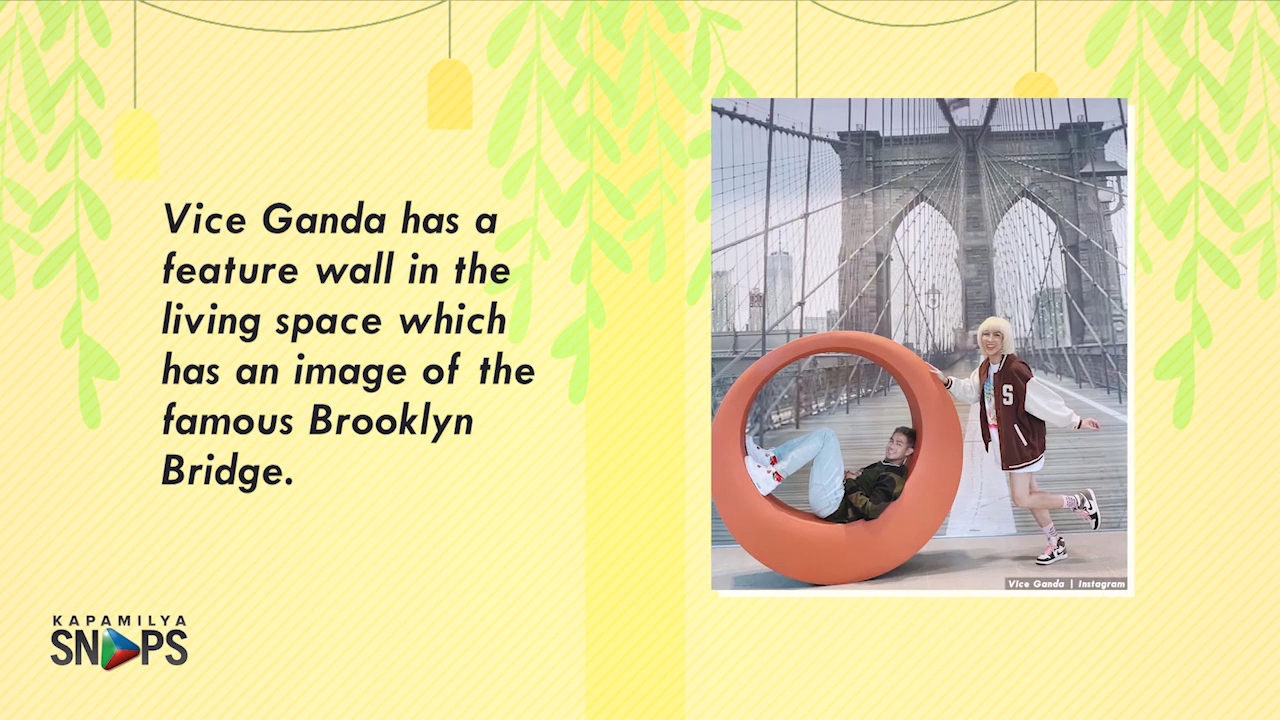 Vice Ganda has a
feature wall in the
living space which
has an image of the
famous Brooklyn
Bridge.
S
Vice Ganda | Instagram
KAPAMILYA
SNAPS